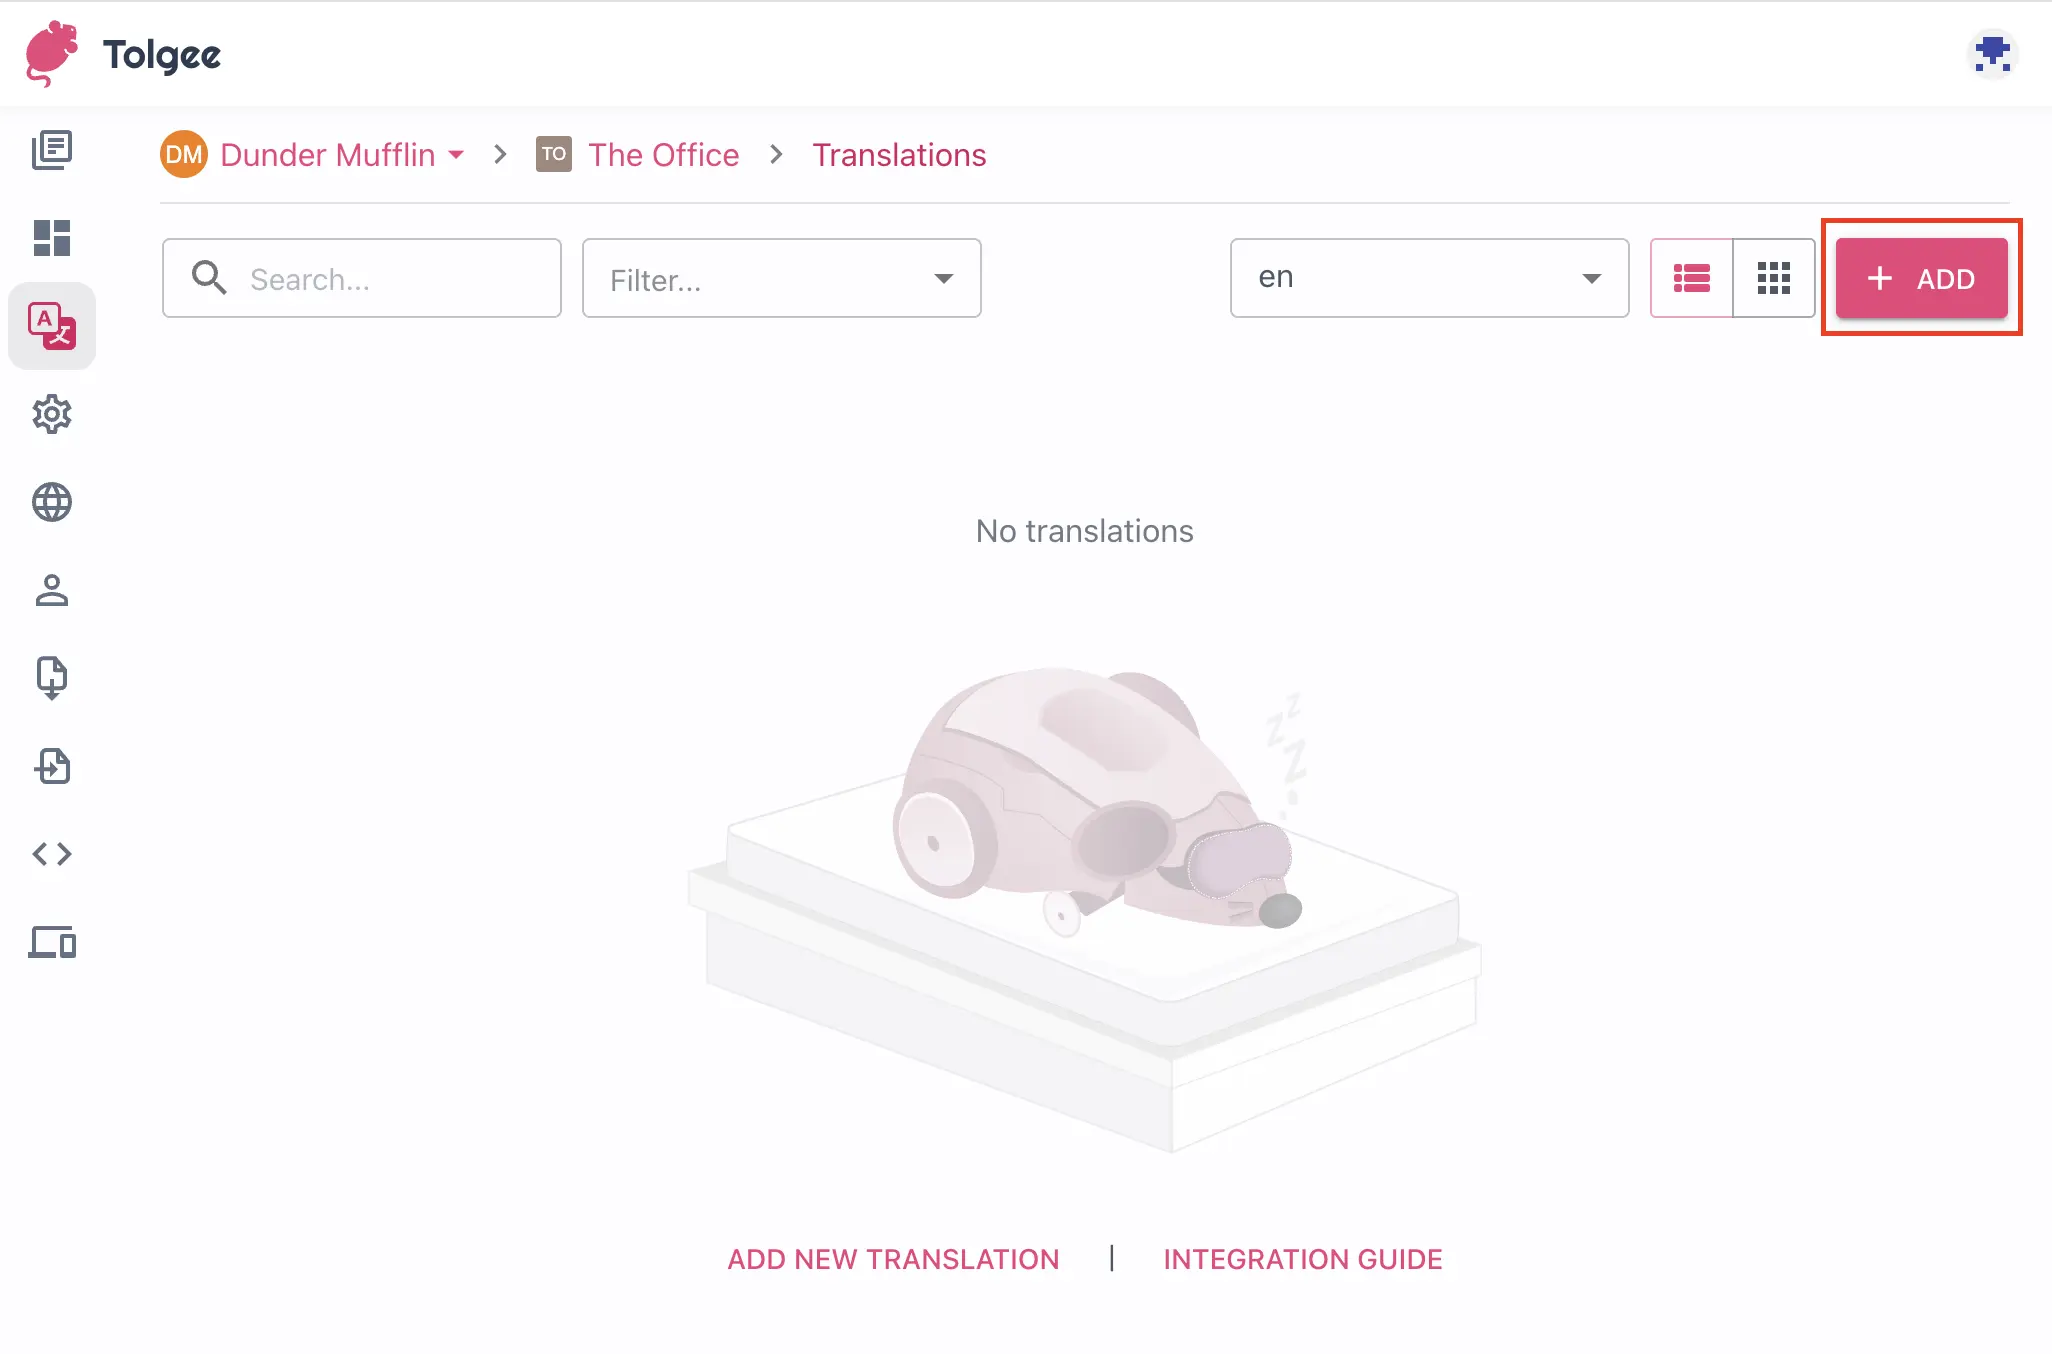 Tolgee
DM Dunder Mufflin > TO The Office > Translations
Search...
Filter...
en
+ ADD
A 文
No translations
z z z
ADD NEW TRANSLATION | INTEGRATION GUIDE